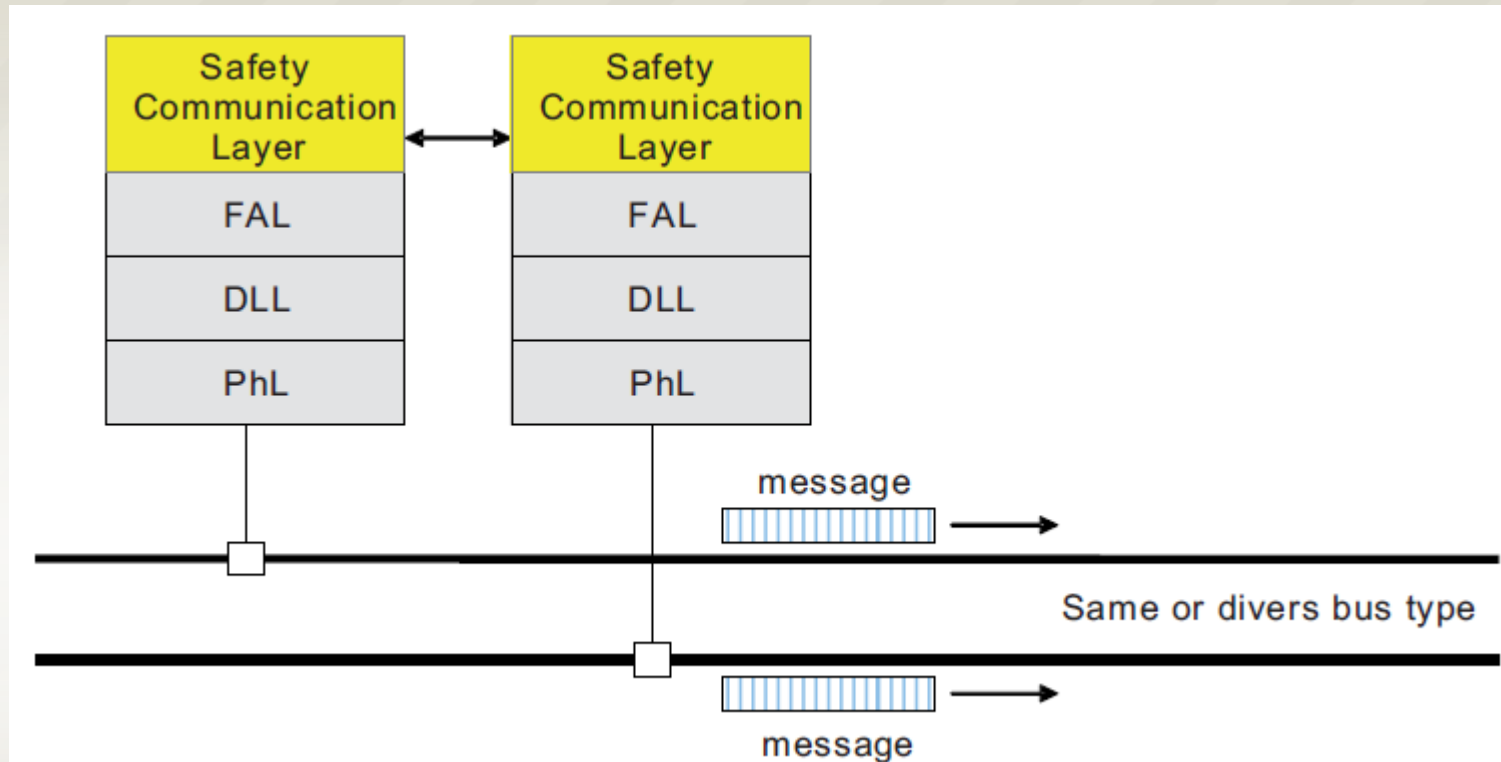 Safety
Communication
Layer
FAL
DLL
PhL
Safety
Communication
Layer
FAL
DLL
PhL
message
Same or divers bus type
message